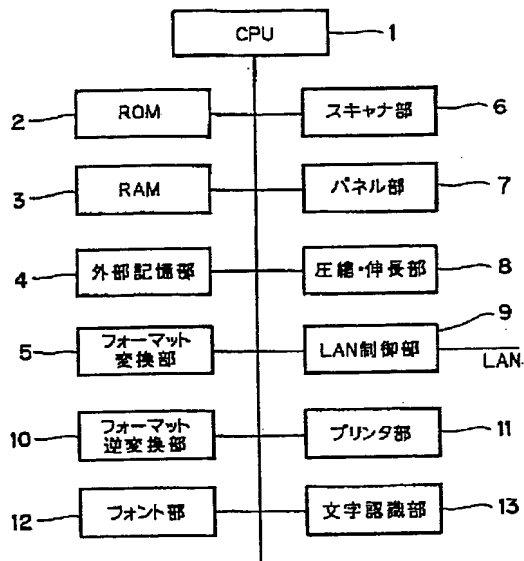 CPU
1
ROM
2
スキャナ部
6
RAM
3
パネル部
7
外部記憶部
4
圧縮・伸長部
8
フォーマット
変換部
5
LAN制御部
9
LAN
フォーマット
逆変換部
10
プリンタ部
11
フォント部
12
文字認識部
13